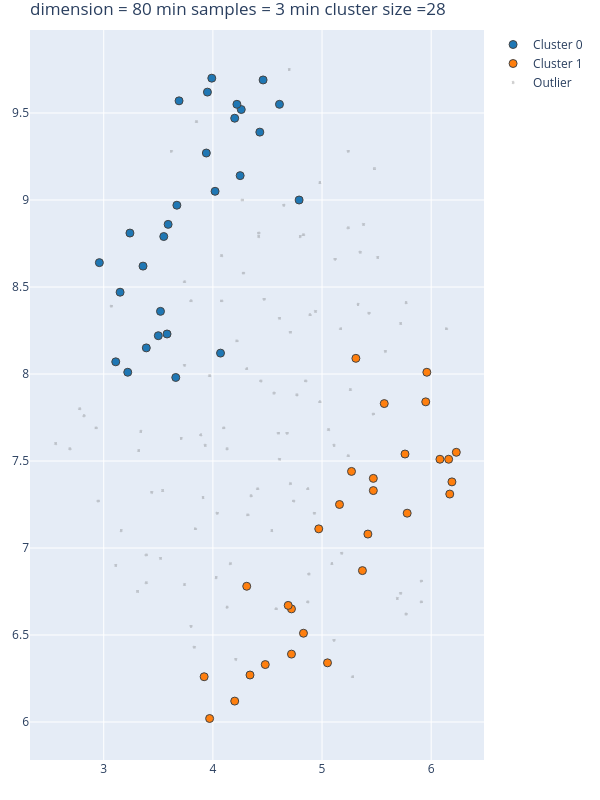 dimension = 80 min samples = 3 min cluster size =28
Cluster 0
Cluster 1
Outlier
9.5
9
8.5
8
7.5
7
6.5
6
3 4 5 6